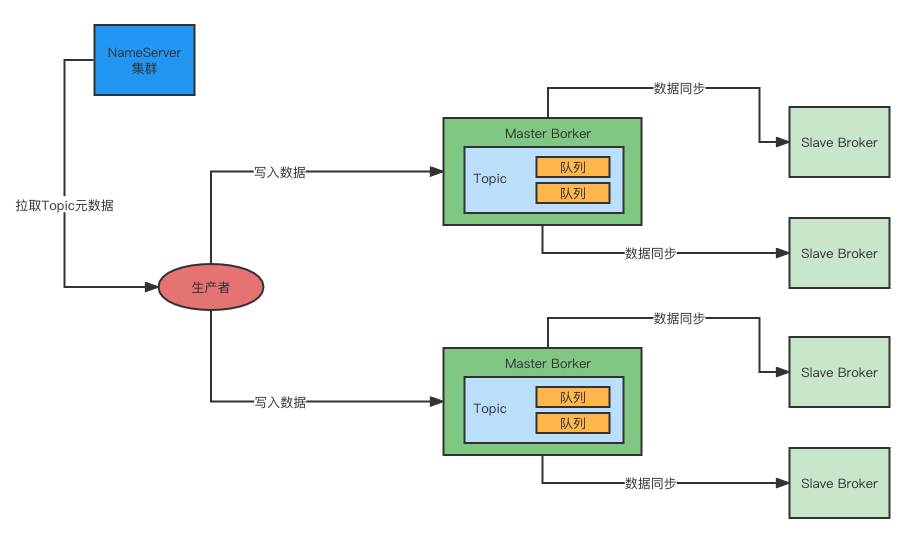 NameServer
集群
拉取Topic元数据
生产者
写入数据
Master Borker
Topic
队列
队列
数据同步
Slave Broker
数据同步
Slave Broker
写入数据
Master Borker
Topic
队列
队列
数据同步
Slave Broker
数据同步
Slave Broker